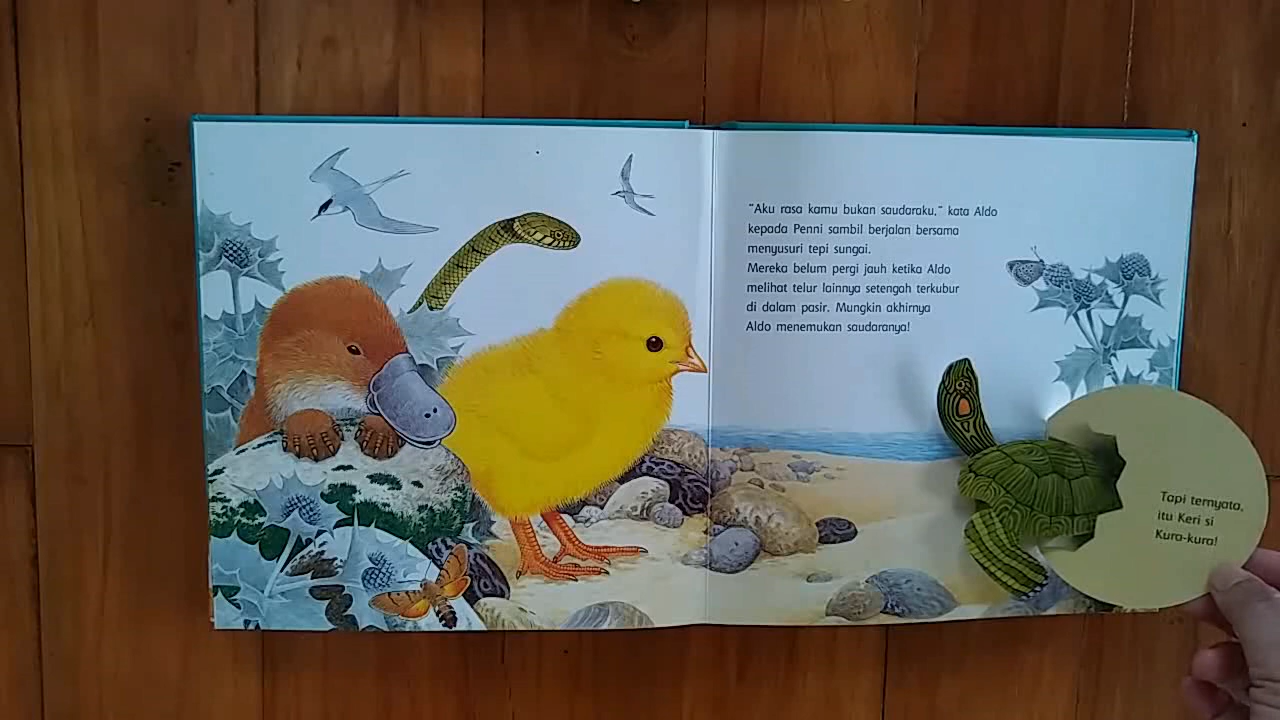 "Aku rasa kamu bukan saudaraku," kata Aldo
kepada Penni sambil berjalan bersama
menyusuri tepi sungai.
Mereka belum pergi jauh ketika Aldo
melihat telur lainnya setengah terkubur
di dalam pasir. Mungkin akhirnya
Aldo menemukan saudaranya!
Tapi ternyata,
itu Keri si
Kura-kura!